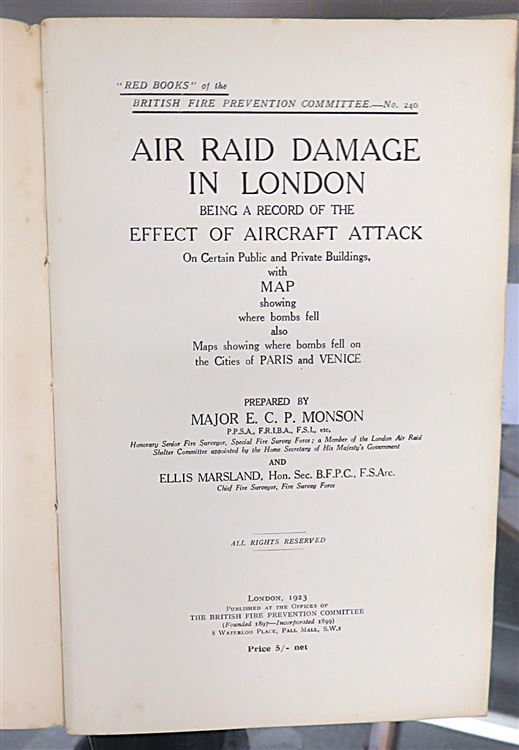 "RED BOOKS" of the
BRITISH FIRE PREVENTION COMMITTEE.—No. 240
AIR RAID DAMAGE
IN LONDON
BEING A RECORD OF THE
EFFECT OF AIRCRAFT ATTACK
On Certain Public and Private Buildings,
with
MAP
showing
where bombs fell
also
Maps showing where bombs fell on
the Cities of PARIS and VENICE
PREPARED BY
MAJOR E. C. P. MONSON
P.P.S.A., F.R.I.B.A., F.S.I., etc.
Honorary Senior Fire Surveyor, Special Fire Survey Force; a Member of the London Air Raid
Shelter Committee appointed by the Home Secretary of His Majesty's Government
AND
ELLIS MARSLAND, Hon. Sec. B.F.P.C., F.S.Arc.
Chief Fire Surveyor, Fire Survey Force
ALL RIGHTS RESERVED
LONDON, 1923
PUBLISHED AT THE OFFICES OF
THE BRITISH FIRE PREVENTION COMMITTEE
(Founded 1897—Incorporated 1899)
8 WATERLOO PLACE, PALL MALL, S.W.1
Price 5/- net